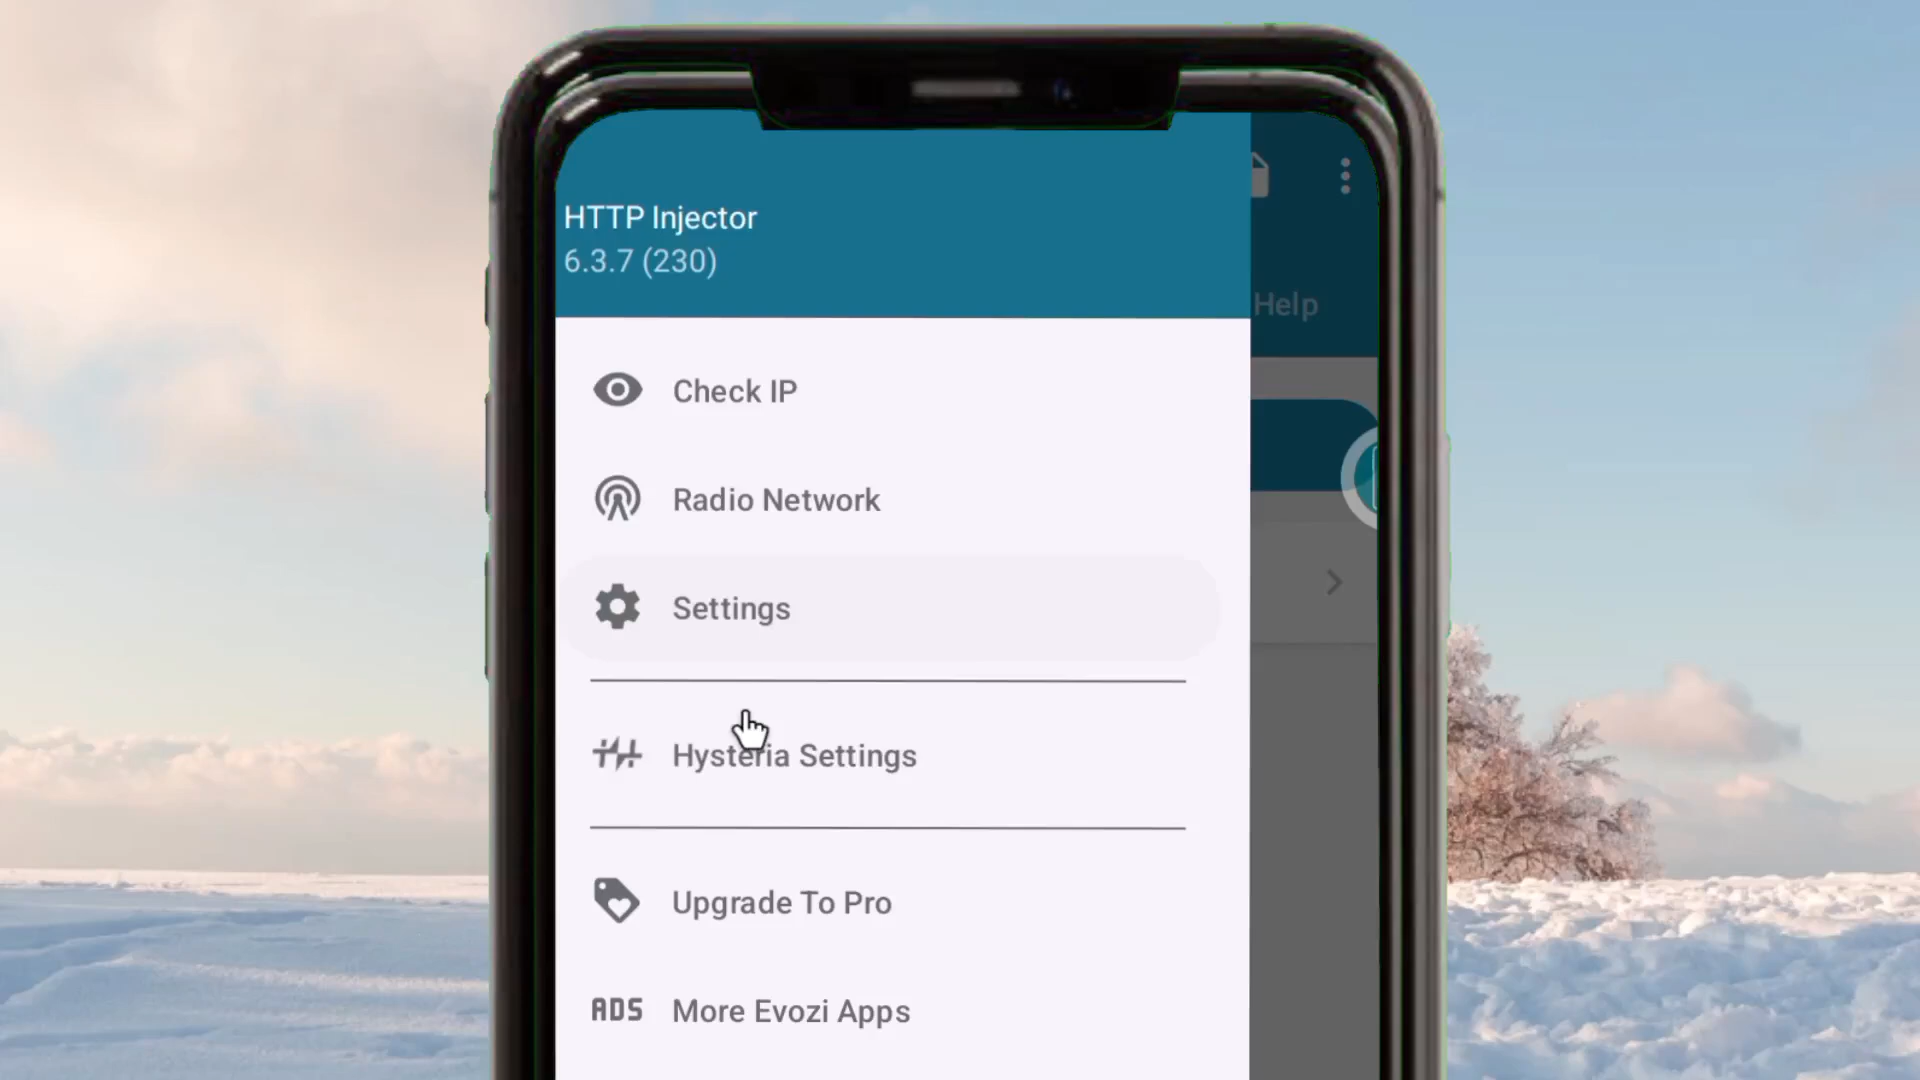 HTTP Injector
6.3.7 (230)
Help
Check IP
Radio Network
Settings
Hysteria Settings
Upgrade To Pro
ADS More Evozi Apps